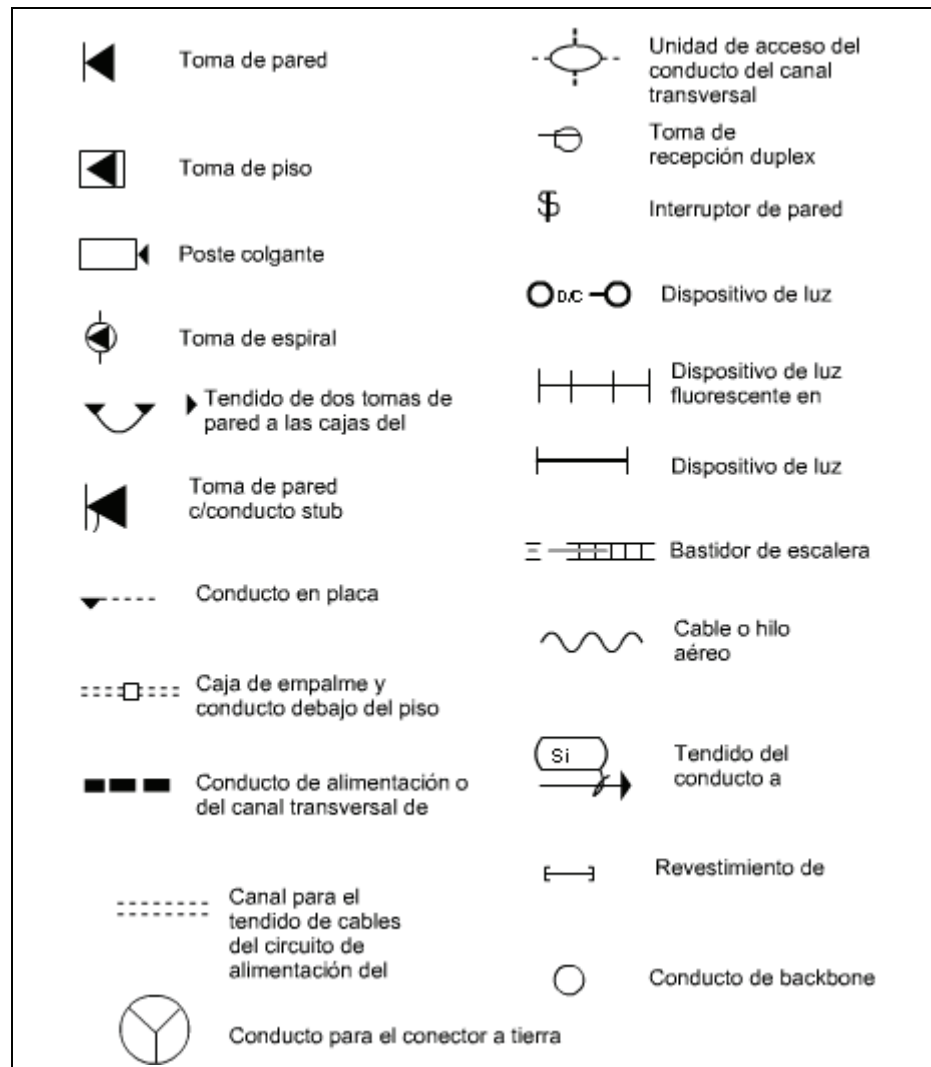 Toma de pared
Toma de piso
Poste colgante
Toma de espiral
Tendido de dos tomas de
pared a las cajas del
Toma de pared
c/conducto stub
Conducto en placa
Caja de empalme y
conducto debajo del piso
Conducto de alimentación o
del canal transversal de
Canal para el
tendido de cables
del circuito de
alimentación del
Conducto para el conector a tierra
Unidad de acceso del
conducto del canal
transversal
Toma de
recepción duplex
$ Interruptor de pared
D/C Dispositivo de luz
Dispositivo de luz
fluorescente en
Dispositivo de luz
Bastidor de escalera
Cable o hilo
aéreo
Si
Tendido del
conducto a
Revestimiento de
Conducto de backbone